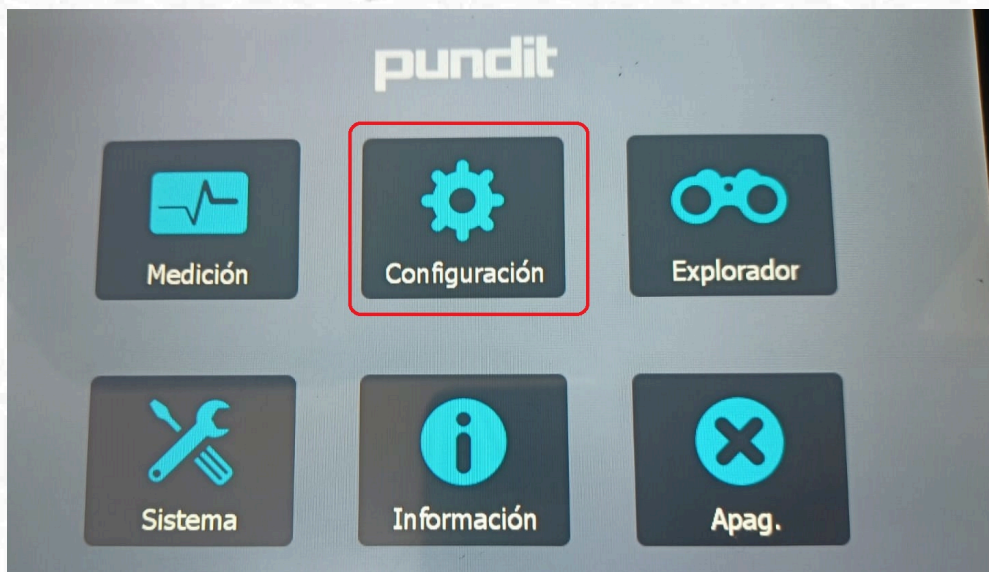 pundit
Medición
Configuración
Explorador
Sistema
Información
Apag.